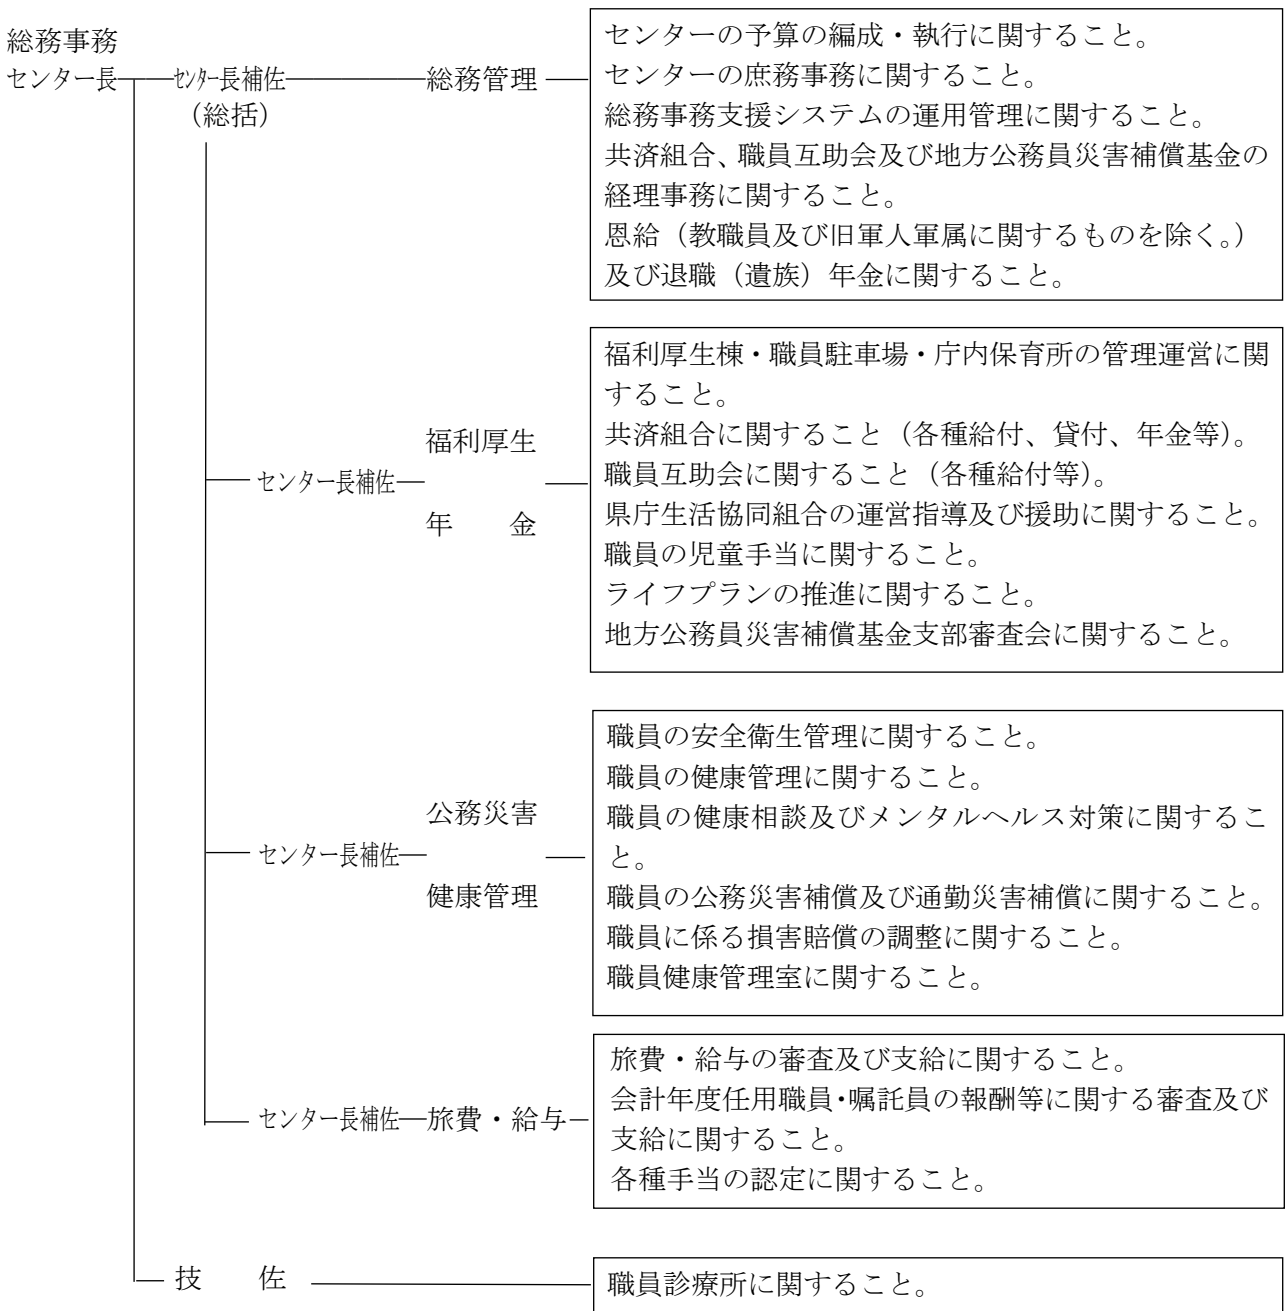 総務事務
センター長
センター長補佐
(総括)
総務管理
センターの予算の編成・執行に関すること。
センターの庶務事務に関すること。
総務事務支援システムの運用管理に関すること。
共済組合、職員互助会及び地方公務員災害補償基金の
経理事務に関すること。
恩給（教職員及び旧軍人軍属に関するものを除く。）
及び退職（遺族）年金に関すること。
センター長補佐
福利厚生
年 金
福利厚生棟・職員駐車場・庁内保育所の管理運営に関
すること。
共済組合に関すること（各種給付、貸付、年金等）。
職員互助会に関すること（各種給付等）。
県庁生活協同組合の運営指導及び援助に関すること。
職員の児童手当に関すること。
ライフプランの推進に関すること。
地方公務員災害補償基金支部審査会に関すること。
センター長補佐
公務災害
健康管理
職員の安全衛生管理に関すること。
職員の健康管理に関すること。
職員の健康相談及びメンタルヘルス対策に関するこ
と。
職員の公務災害補償及び通勤災害補償に関すること。
職員に係る損害賠償の調整に関すること。
職員健康管理室に関すること。
センター長補佐
旅費・給与
旅費・給与の審査及び支給に関すること。
会計年度任用職員・嘱託員の報酬等に関する審査及び
支給に関すること。
各種手当の認定に関すること。
技 佐
職員診療所に関すること。